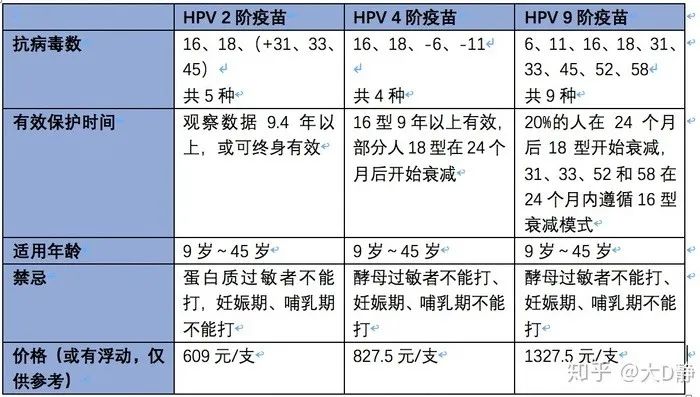 HPV 2 阶疫苗 HPV 4 阶疫苗 HPV 9 阶疫苗
抗病毒数
16、18、（+31、33、
45）
共 5 种
16、18、-6、-11
共 4 种
6、11、16、18、31、
33、45、52、58
共 9 种
有效保护时间
观察数据 9.4 年以
上，或可终身有效
16 型 9 年以上有效，
部分人 18 型在 24 个
月后开始衰减
20%的人在 24 个月
后 18 型开始衰减，
31、33、52 和 58 在
24 个月内遵循 16 型
衰减模式
适用年龄
9 岁～45 岁
9 岁～45 岁
9 岁～45 岁
禁忌
蛋白质过敏者不能
打，妊娠期、哺乳期
不能打
酵母过敏者不能打、
妊娠期、哺乳期不能
打
酵母过敏者不能打、
妊娠期、哺乳期不能
打
价格（或有浮动，仅
供参考）
609 元/支
827.5 元/支
1327.5 元/支
知乎 @大D静